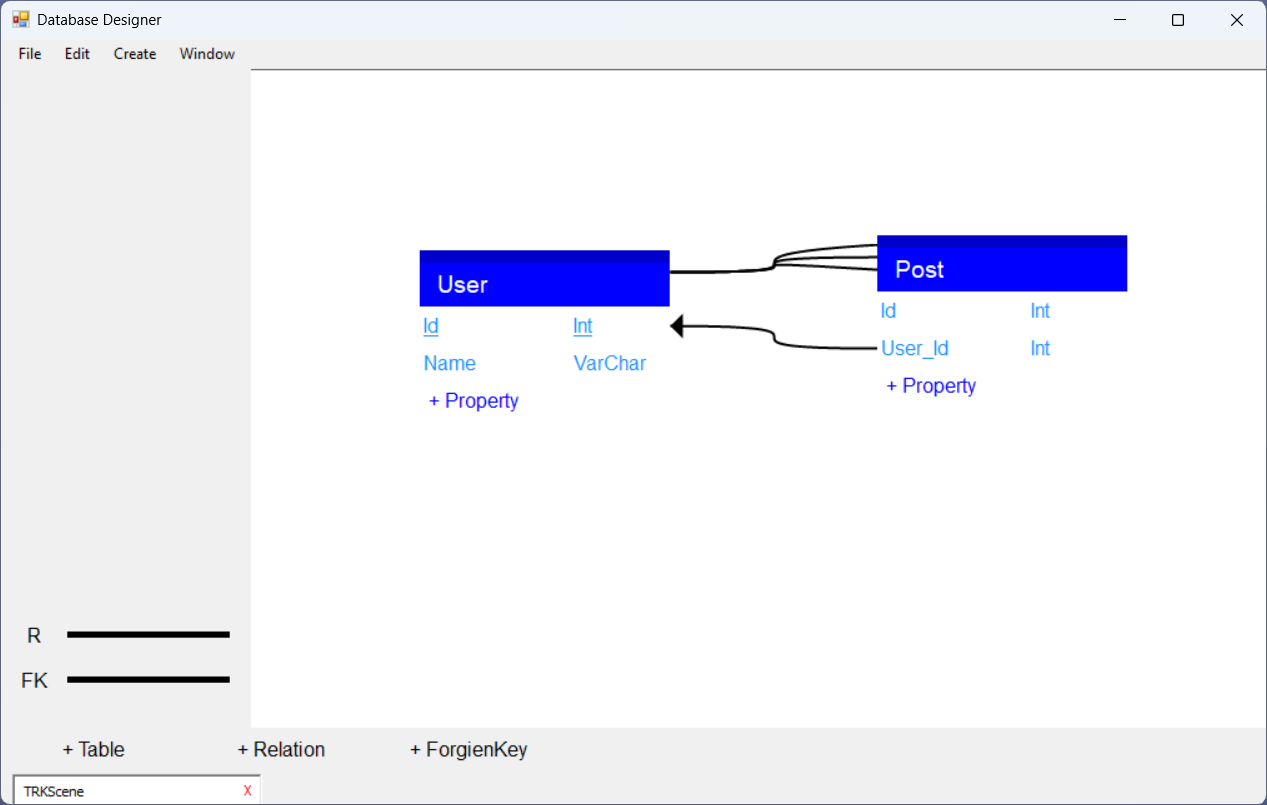 Database Designer
File Edit Create Window
User
Id Int
Name VarChar
+ Property
Post
Id Int
User_Id Int
+ Property
R
FK
+ Table + Relation + ForgienKey
TRKScene X